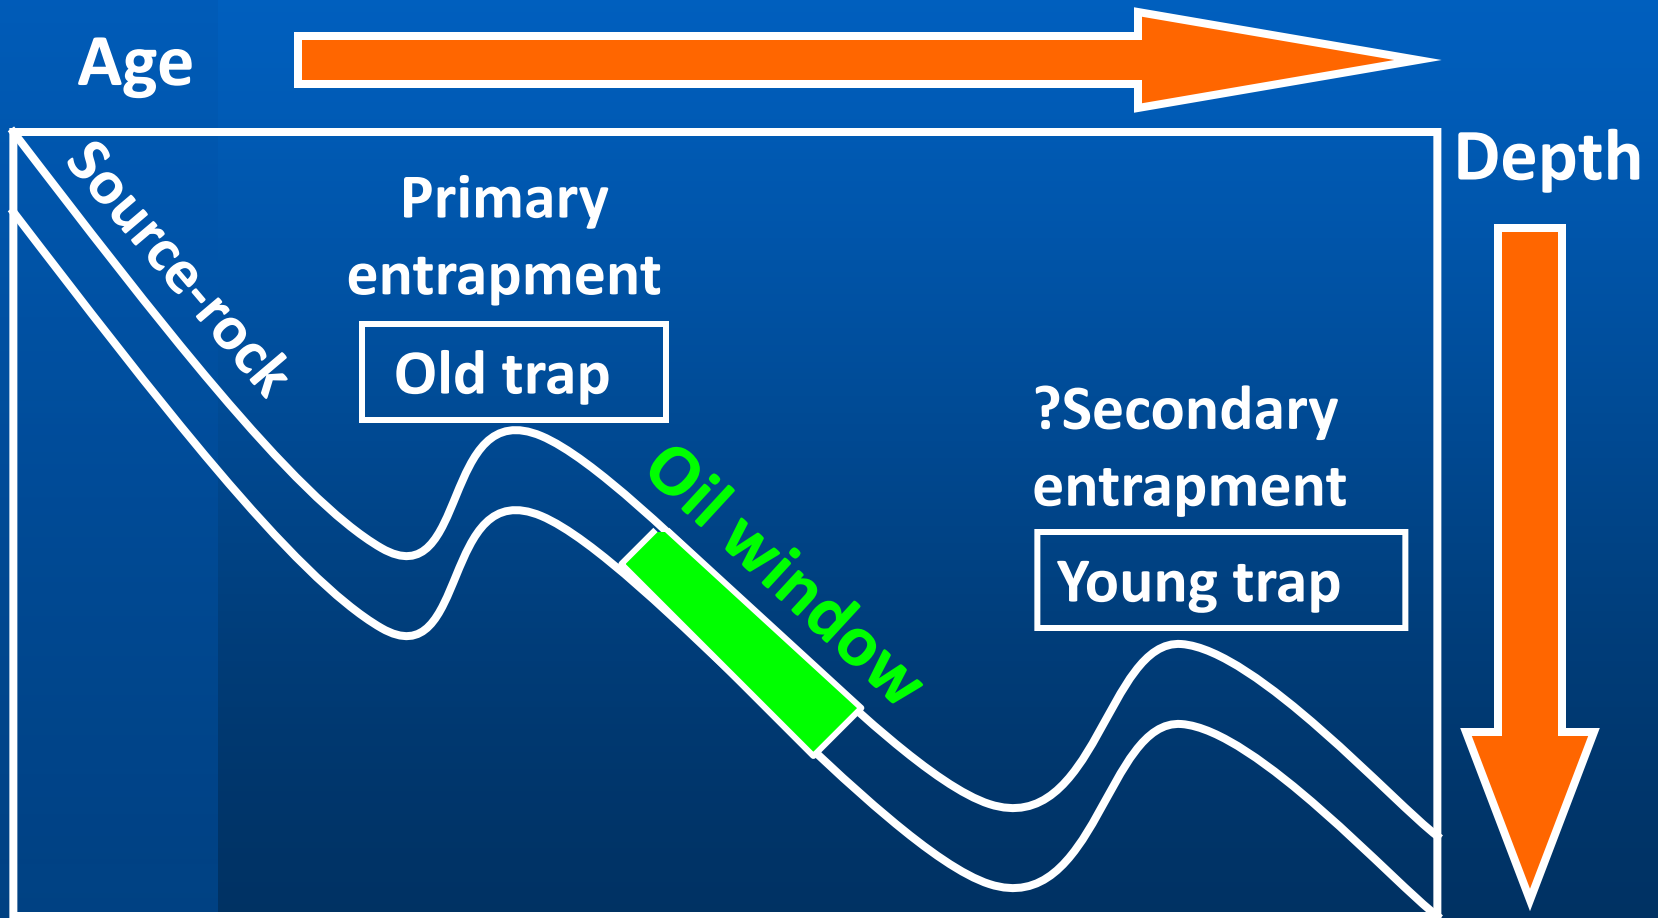 Age
Depth
Source-rock
Primary
entrapment
Old trap
Oil window
?Secondary
entrapment
Young trap